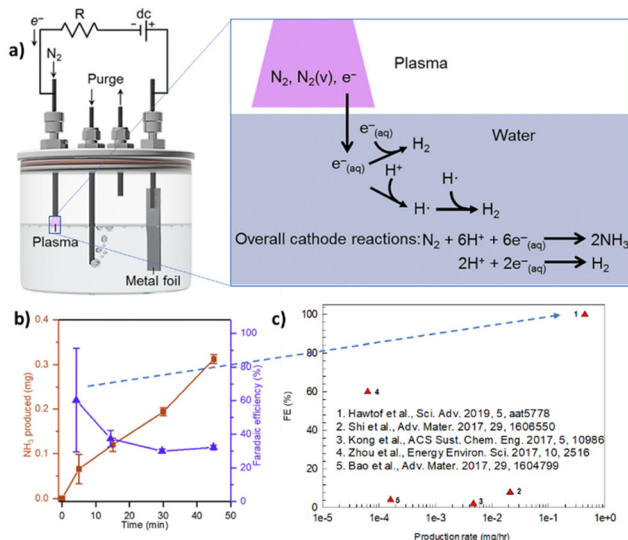 a)
e⁻
R
dc
- +
N₂
Purge
Plasma
Metal foil
N₂, N₂(v), e⁻
Plasma
Water
e⁻(aq)
e⁻(aq)
H₂
H⁺
H·
H·
H₂
Overall cathode reactions: N₂ + 6H⁺ + 6e⁻(aq) → 2NH₃
2H⁺ + 2e⁻(aq) → H₂
b)
NH₃ produced (mg)
0.4
0.3
0.2
0.1
0.0
0 10 20 30 40 50
Time (min)
100
80
60
40
20
0
Faradaic efficiency (%)
c)
FE (%)
100
80
60
40
20
0
1
4
1. Hawtof et al., Sci. Adv. 2019, 5, aat5778
2. Shi et al., Adv. Mater. 2017, 29, 1606550
3. Kong et al., ACS Sust. Chem. Eng. 2017, 5, 10986
4. Zhou et al., Energy Environ. Sci. 2017, 10, 2516
5. Bao et al., Adv. Mater. 2017, 29, 1604799
5
3
2
1e-5 1e-4 1e-3 1e-2 1e-1 1e+0
Production rate (mg/hr)